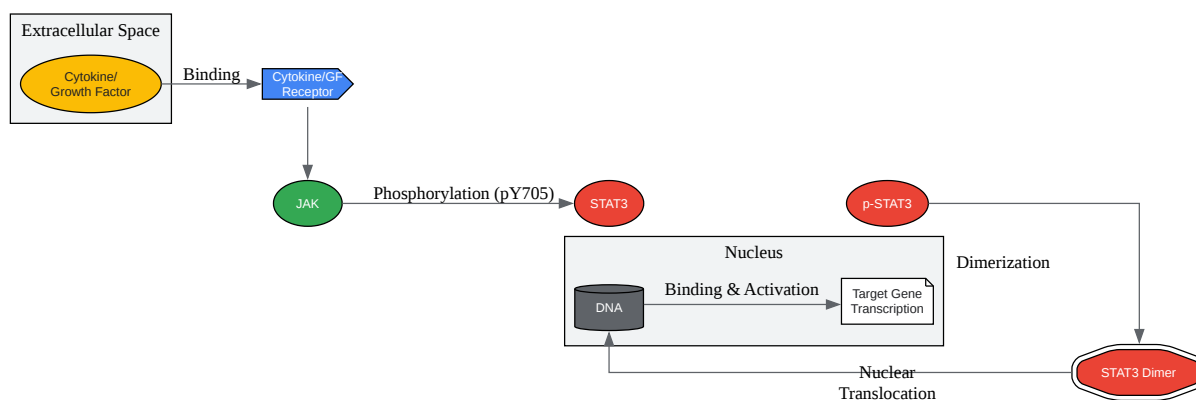 Extracellular Space
Cytokine/
Growth Factor
Binding
Cytokine/GF
Receptor
JAK
Phosphorylation (pY705)
STAT3
p-STAT3
Nucleus
Dimerization
DNA
Binding & Activation
Target Gene
Transcription
Nuclear
Translocation
STAT3 Dimer